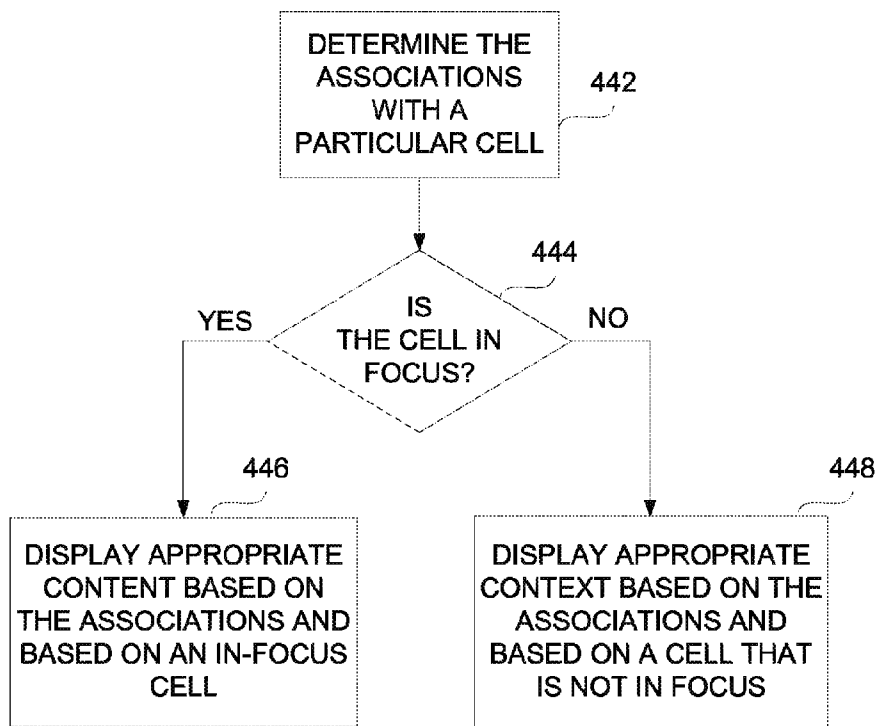 DETERMINE THE
ASSOCIATIONS
WITH A
PARTICULAR CELL
442
444
IS
THE CELL IN
FOCUS?
YES
NO
446
DISPLAY APPROPRIATE
CONTENT BASED ON
THE ASSOCIATIONS AND
BASED ON AN IN-FOCUS
CELL
448
DISPLAY APPROPRIATE
CONTEXT BASED ON THE
ASSOCIATIONS AND
BASED ON A CELL THAT
IS NOT IN FOCUS